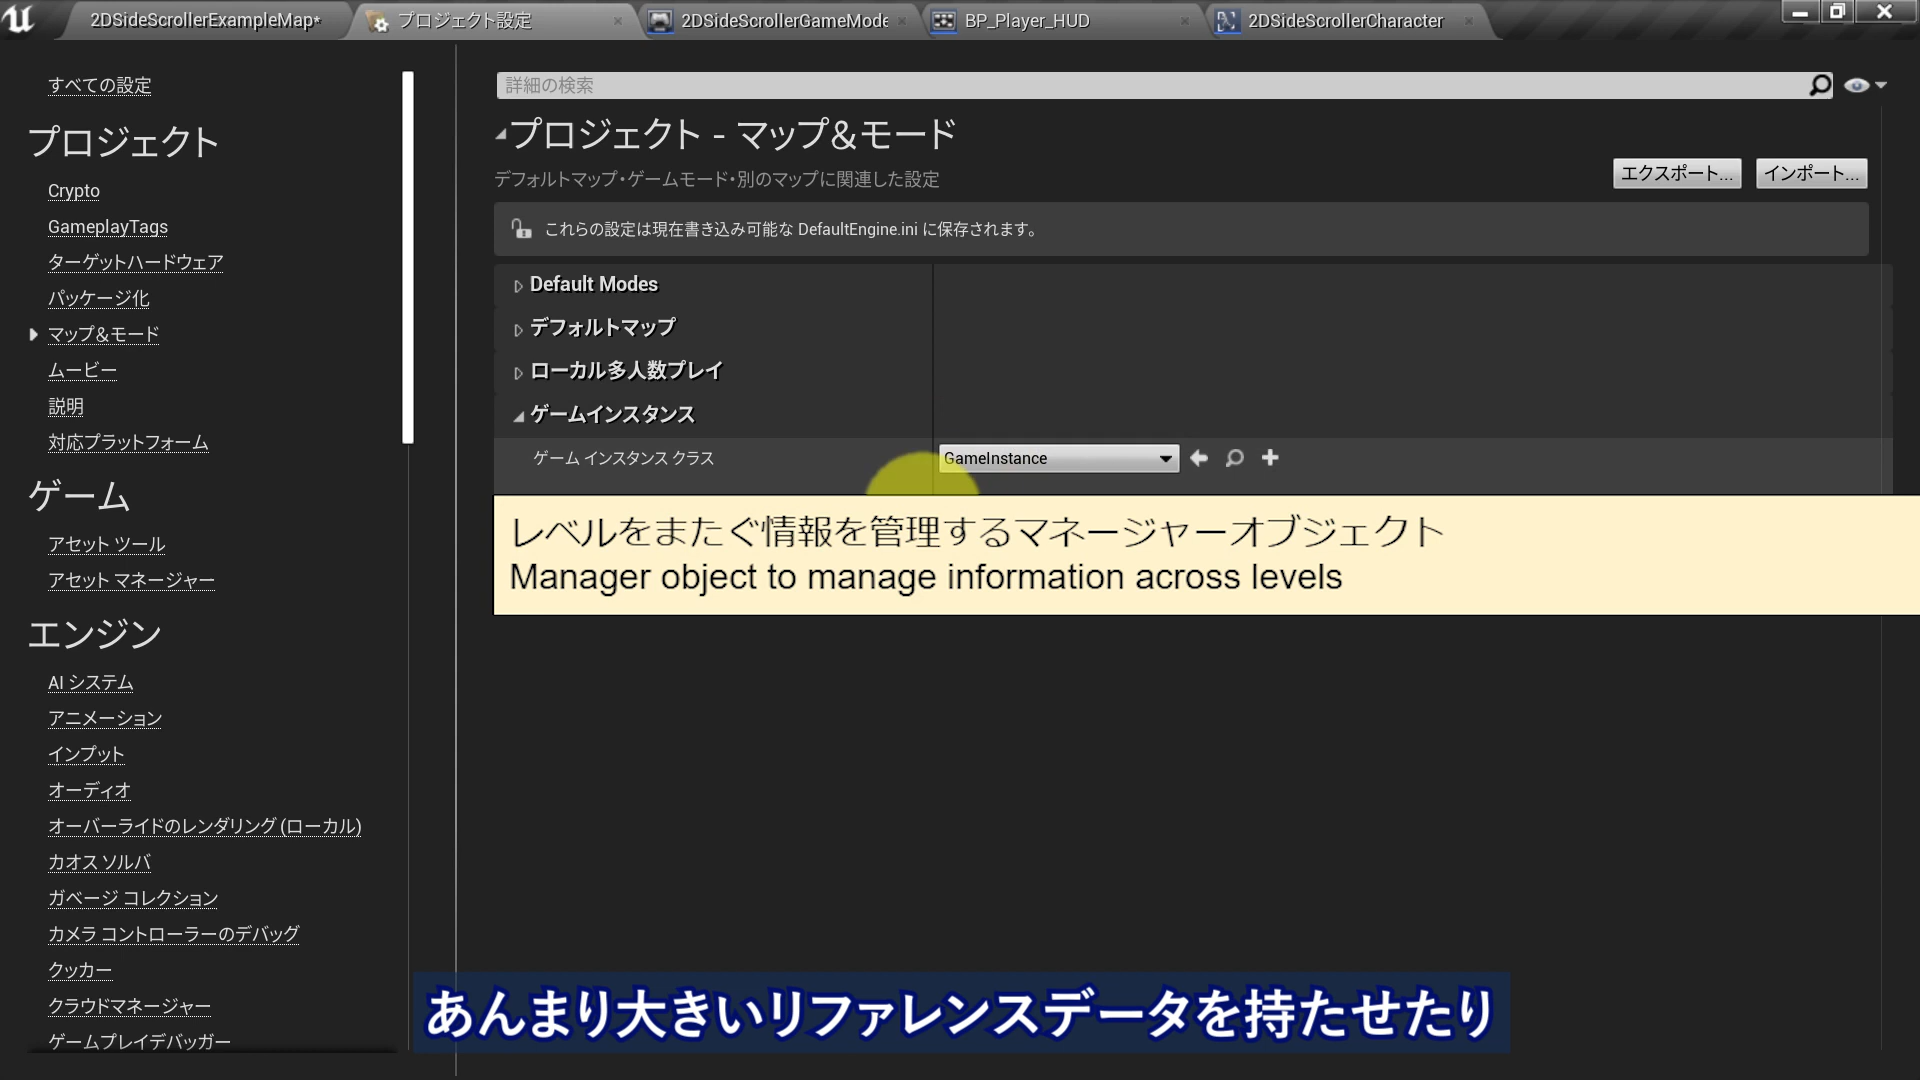 2DSideScrollerExampleMap*
プロジェクト設定
2DSideScrollerGameMode
BP_Player_HUD
2DSideScrollerCharacter
すべての設定
プロジェクト
Crypto
GameplayTags
ターゲットハードウェア
パッケージ化
マップ&モード
ムービー
説明
対応プラットフォーム
ゲーム
アセット ツール
アセット マネージャー
エンジン
AI システム
アニメーション
インプット
オーディオ
オーバーライドのレンダリング (ローカル)
カオス ソルバ
ガベージ コレクション
カメラ コントローラーのデバッグ
クッカー
クラウドマネージャー
ゲームプレイデバッガー
詳細の検索
プロジェクト - マップ&モード
デフォルトマップ・ゲームモード・別のマップに関連した設定
エクスポート...
インポート...
これらの設定は現在書き込み可能な DefaultEngine.ini に保存されます。
Default Modes
デフォルトマップ
ローカル多人数プレイ
ゲームインスタンス
ゲーム インスタンス クラス
GameInstance
レベルをまたぐ情報を管理するマネージャーオブジェクト
Manager object to manage information across levels
あんまり大きいリファレンスデータを持たせたり